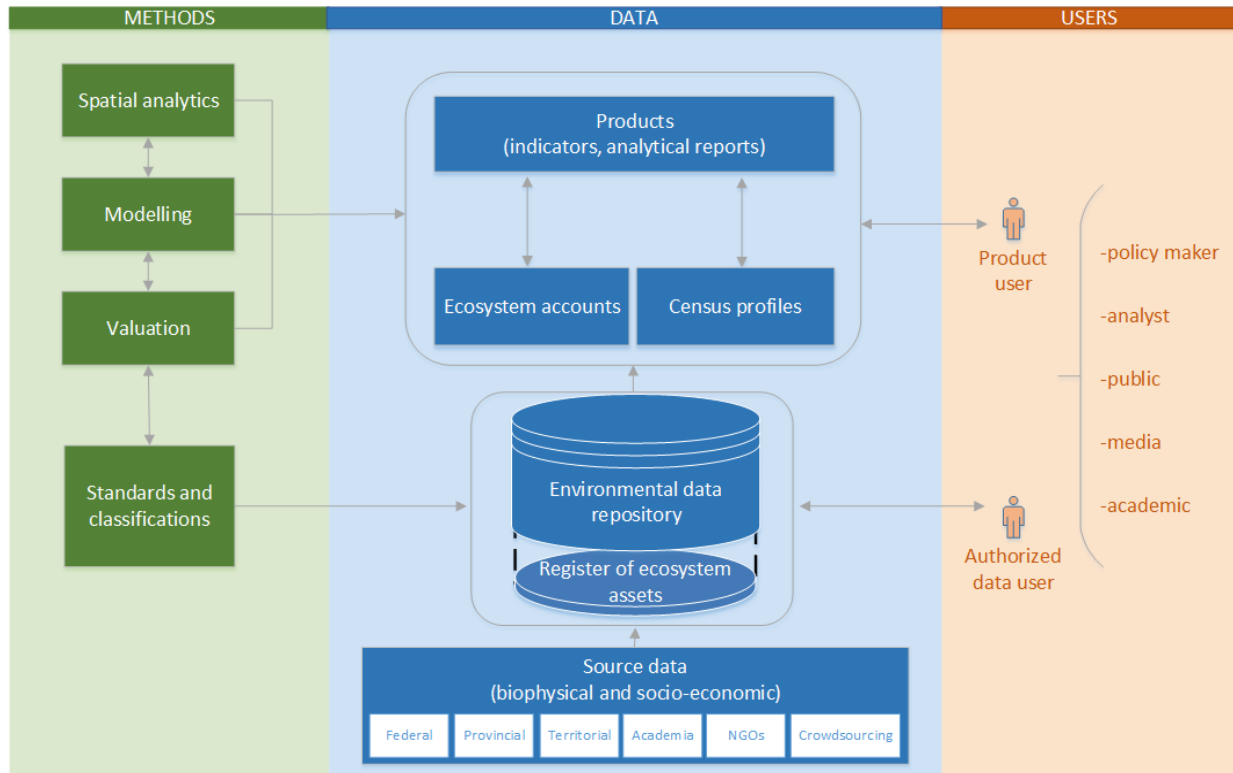 METHODS
DATA
USERS
Spatial analytics
Modelling
Valuation
Standards and
classifications
Products
(indicators, analytical reports)
Ecosystem accounts
Census profiles
Environmental data
repository
Register of ecosystem
assets
Source data
(biophysical and socio-economic)
Federal
Provincial
Territorial
Academia
NGOs
Crowdsourcing
Product
user
Authorized
data user
-policy maker
-analyst
-public
-media
-academic